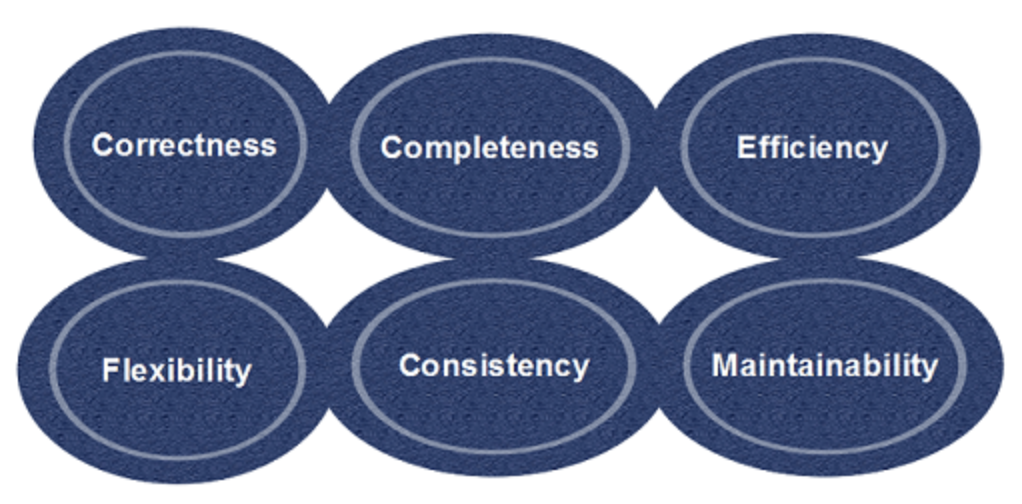 Correctness
Completeness
Efficiency
Flexibility
Consistency
Maintainability